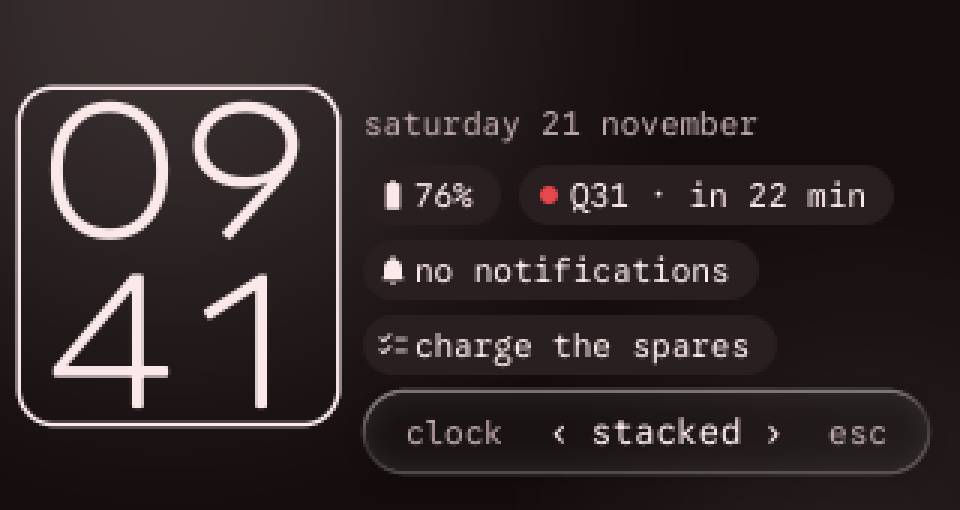 09
41
saturday 21 november
76%
Q31 · in 22 min
no notifications
charge the spares
clock ‹ stacked › esc